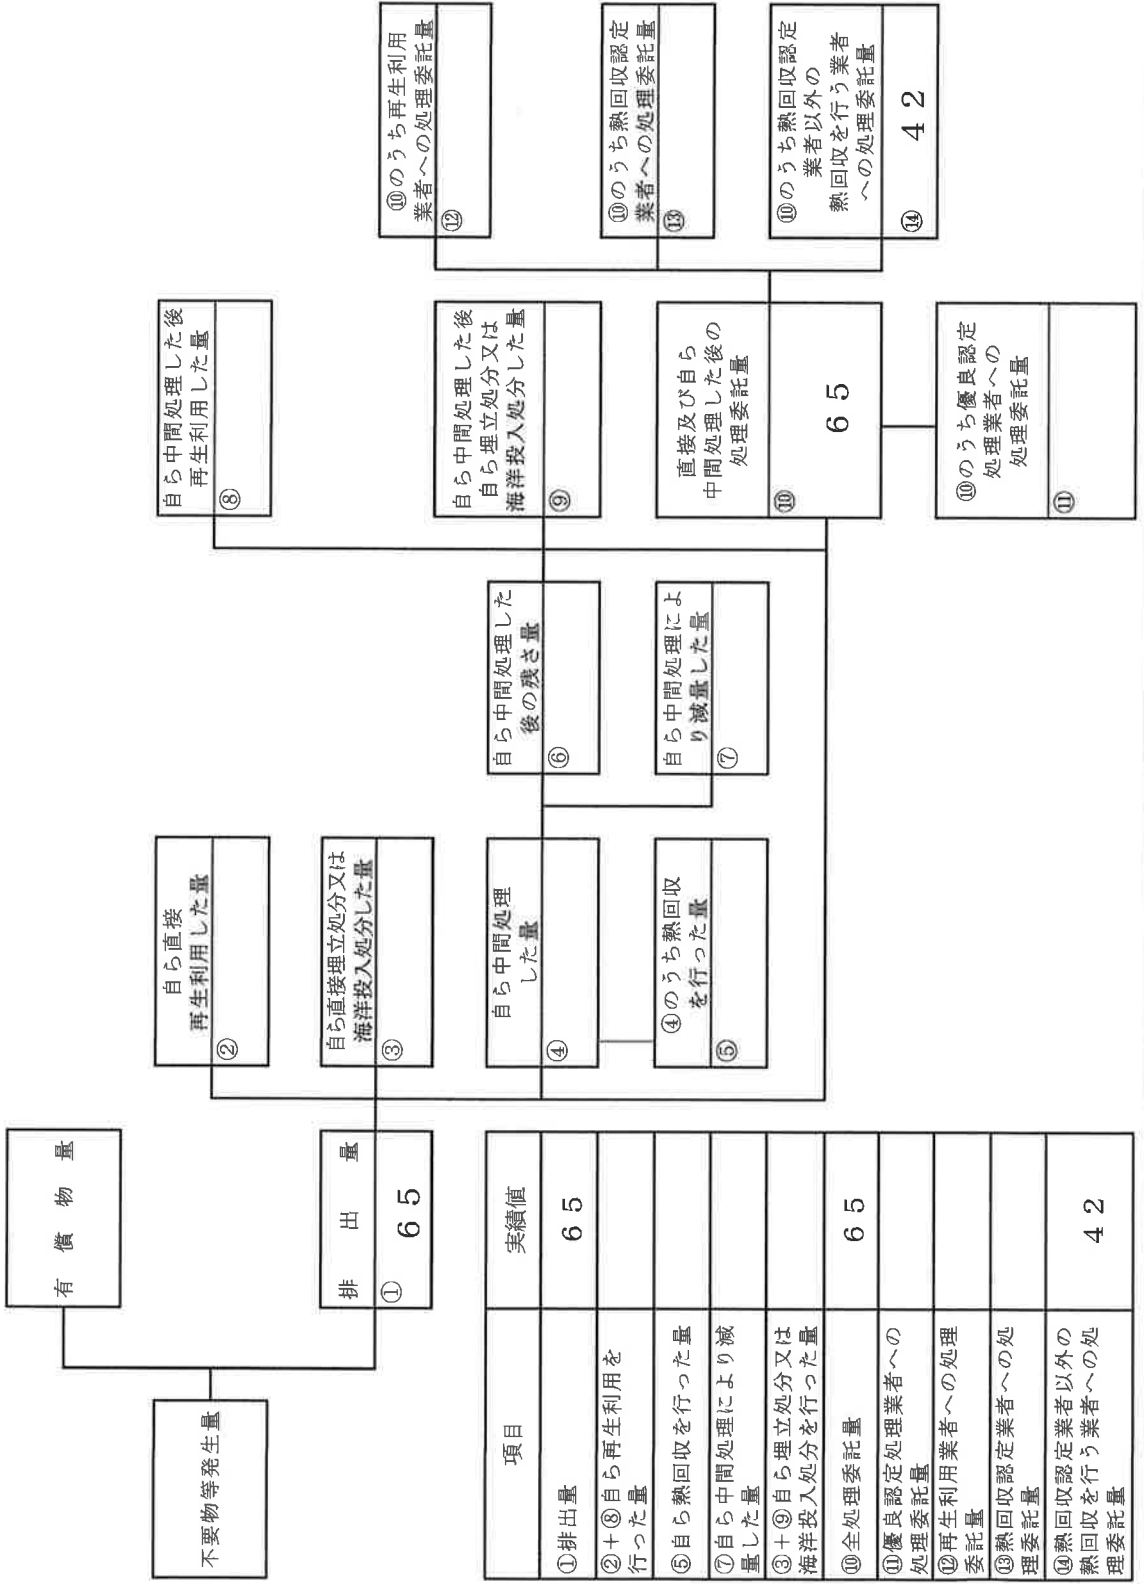 不要物等発生量
有償物量
排出量
①
65
自ら直接
再生利用した量
②
自ら直接埋立処分又は
海洋投入処分した量
③
自ら中間処理
した量
④
④のうち熱回収
を行った量
⑤
自ら中間処理した
後の残さ量
⑥
自ら中間処理によ
り減量した量
⑦
自ら中間処理した後
再生利用した量
⑧
自ら中間処理した後
自ら埋立処分又は
海洋投入処分した量
⑨
直接及び自ら
中間処理した後の
処理委託量
⑩
65
⑩のうち優良認定
処理業者への
処理委託量
⑪
⑩のうち再生利用
業者への処理委託量
⑫
⑩のうち熱回収認定
業者への処理委託量
⑬
⑩のうち熱回収認定
業者以外の
熱回収を行う業者
への処理委託量
⑭
42
項目 実績値
①排出量 65
②+⑧自ら再生利用を
行った量
⑤自ら熱回収を行った量
⑦自ら中間処理により減
量した量
③+⑨自ら埋立処分又は
海洋投入処分を行った量
⑩全処理委託量 65
⑪優良認定処理業者への
処理委託量
⑫再生利用業者への処理
委託量
⑬熱回収認定業者への処
理委託量
⑭熱回収認定業者以外の
熱回収を行う業者への処
理委託量 42